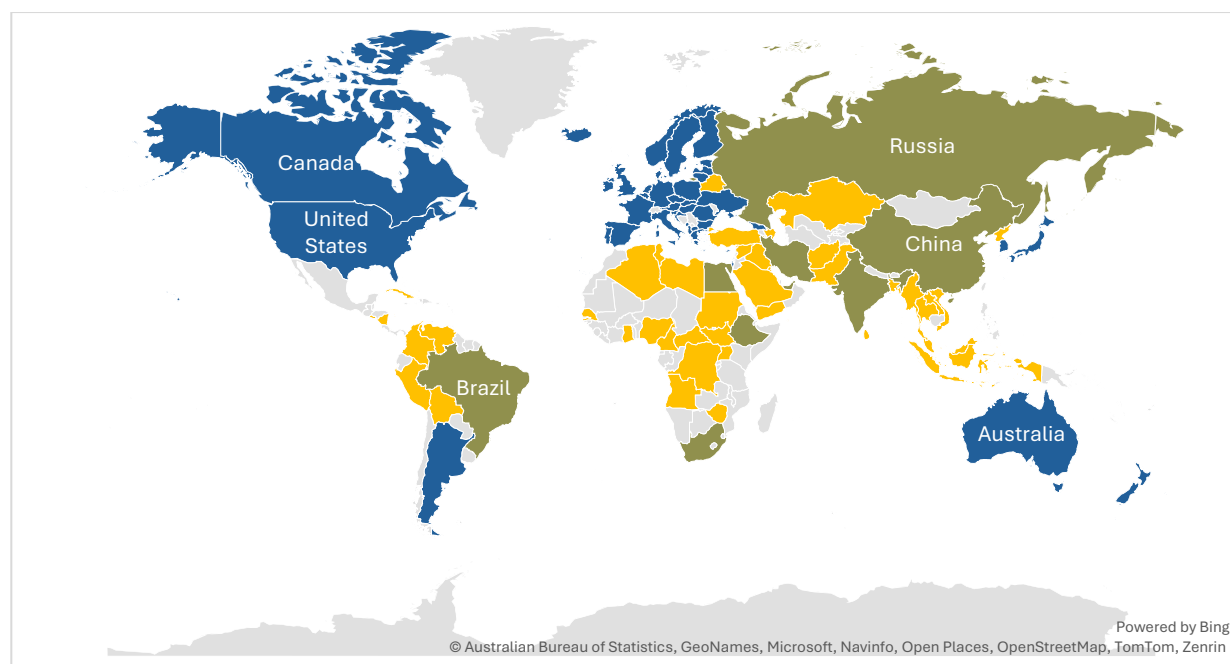 Canada
Russia
United
States
China
Brazil
Australia
Powered by Bing
© Australian Bureau of Statistics, GeoNames, Microsoft, Navinfo, Open Places, OpenStreetMap, TomTom, Zenrin